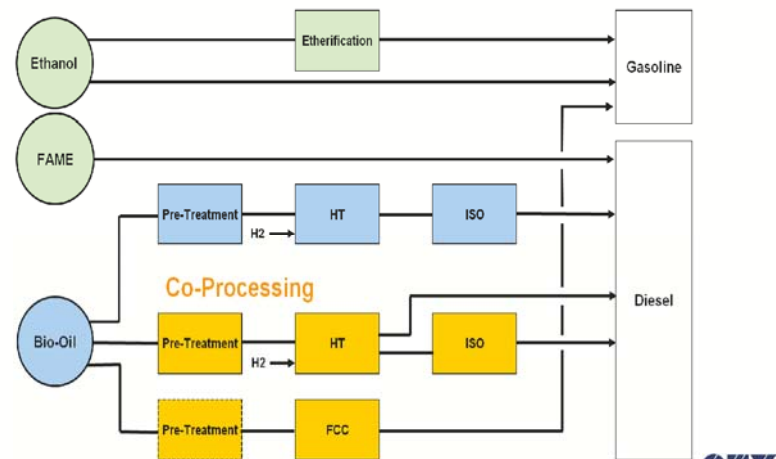 Etherification
Ethanol
Gasoline
FAME
Pre-Treatment
HT
ISO
H2
Co-Processing
Diesel
Bio-Oil
Pre-Treatment
HT
ISO
H2
Pre-Treatment
FCC